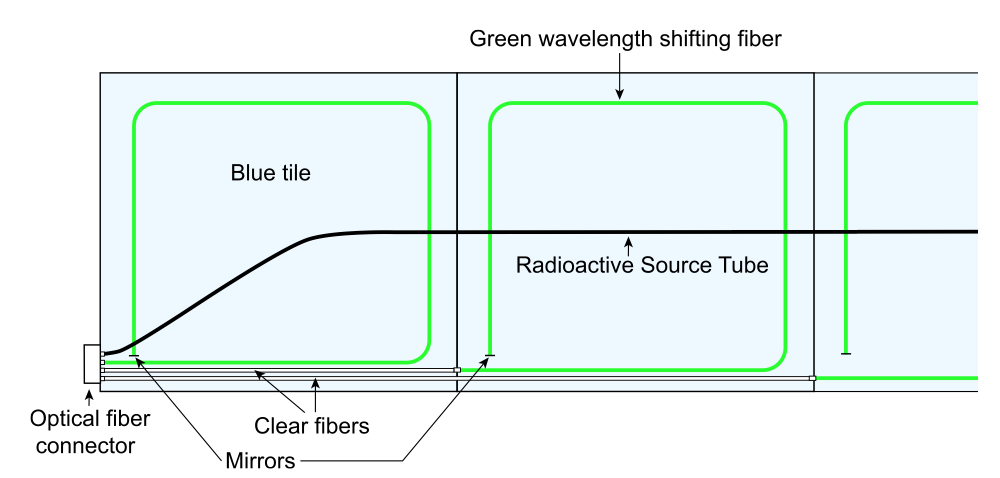 Green wavelength shifting fiber
Blue tile
Radioactive Source Tube
Optical fiber
connector
Clear fibers
Mirrors